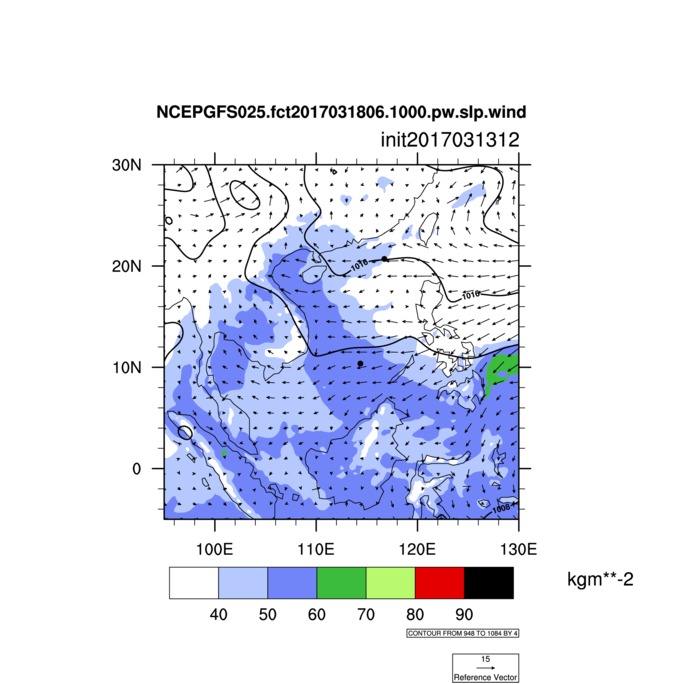 NCEPGFS025.fct2017031806.1000.pw.slp.wind
init2017031312
30N
20N
10N
0
1016
1016
1008
100E 110E 120E 130E
kgm**-2
40 50 60 70 80 90
CONTOUR FROM 948 TO 1084 BY 4
15
Reference Vector